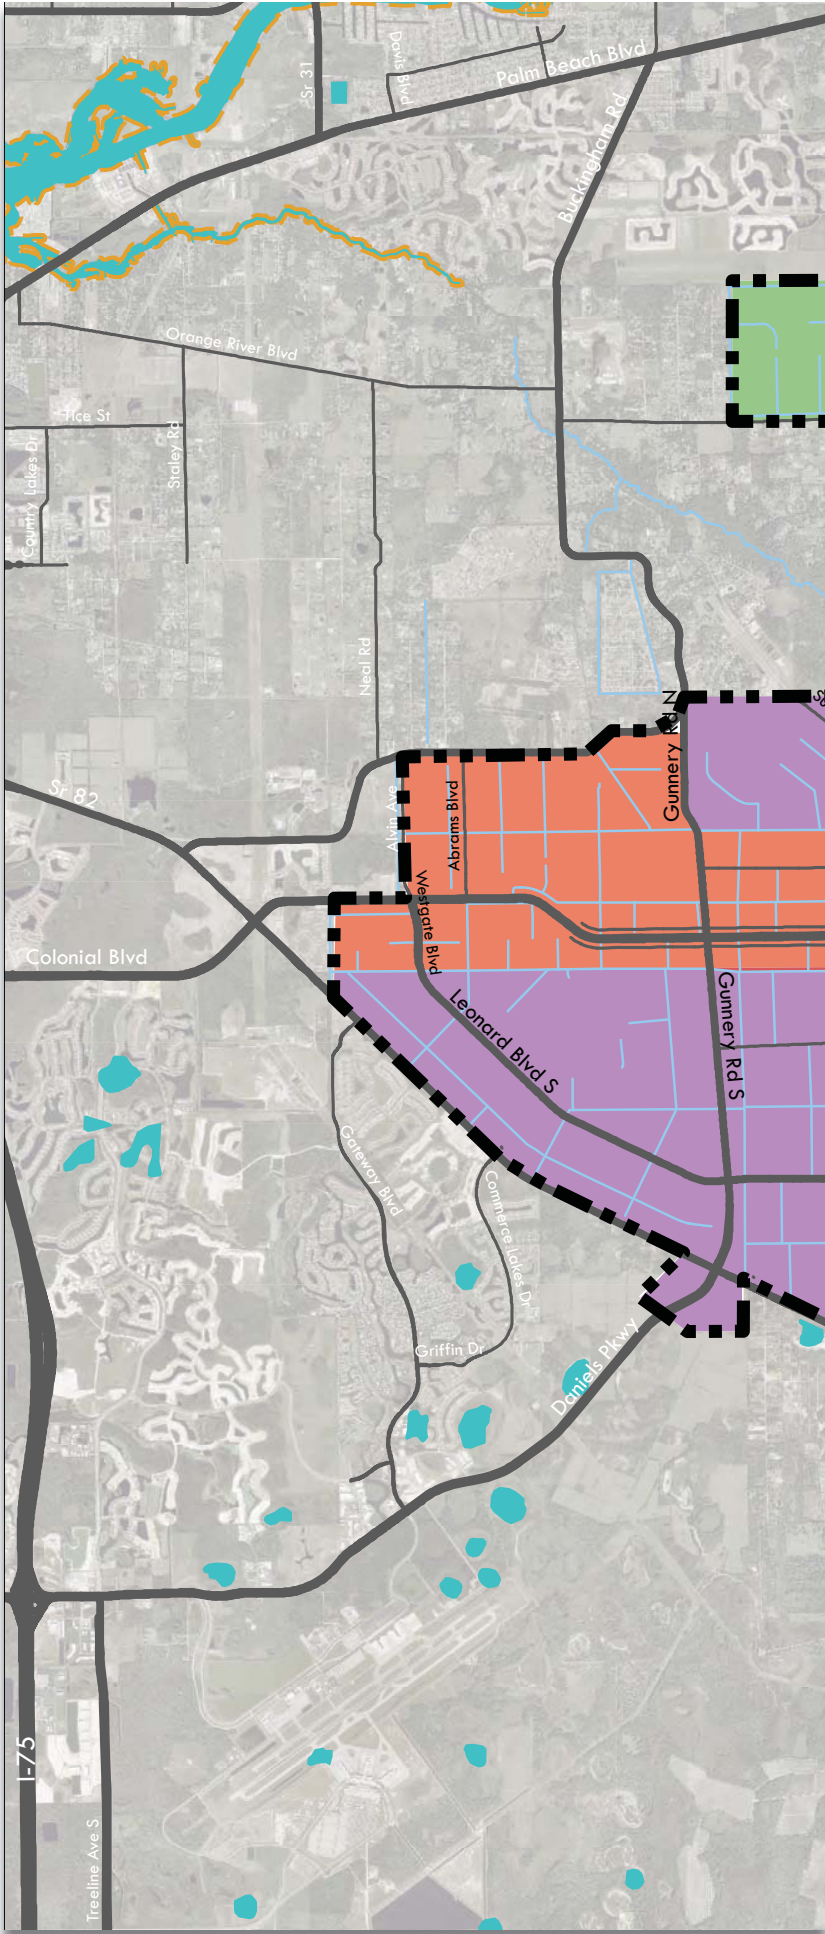 Davis Blvd
Palm Beach Blvd
Sr 31
Buckingham Rd
Orange River Blvd
Tice St
Staley Rd
Country Lakes Dr
Neal Rd
Gunnery Rd N
Sr 82
Alvin Ave
Abrams Blvd
Westgate Blvd
Colonial Blvd
Leonard Blvd S
Gunnery Rd S
Gateway Blvd
Commerce Lakes Dr
Griffin Dr
Daniels Pkwy
I-75
Treeline Ave S